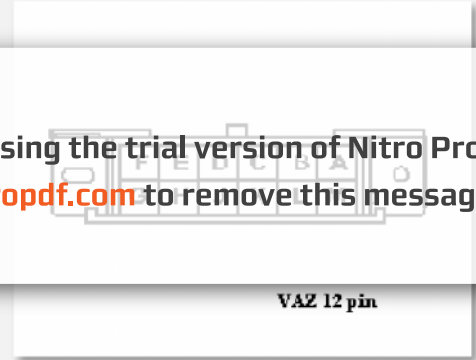 sing the trial version of Nitro Pro
F E D C B A
opdf.com to remove this messag
VAZ 12 pin